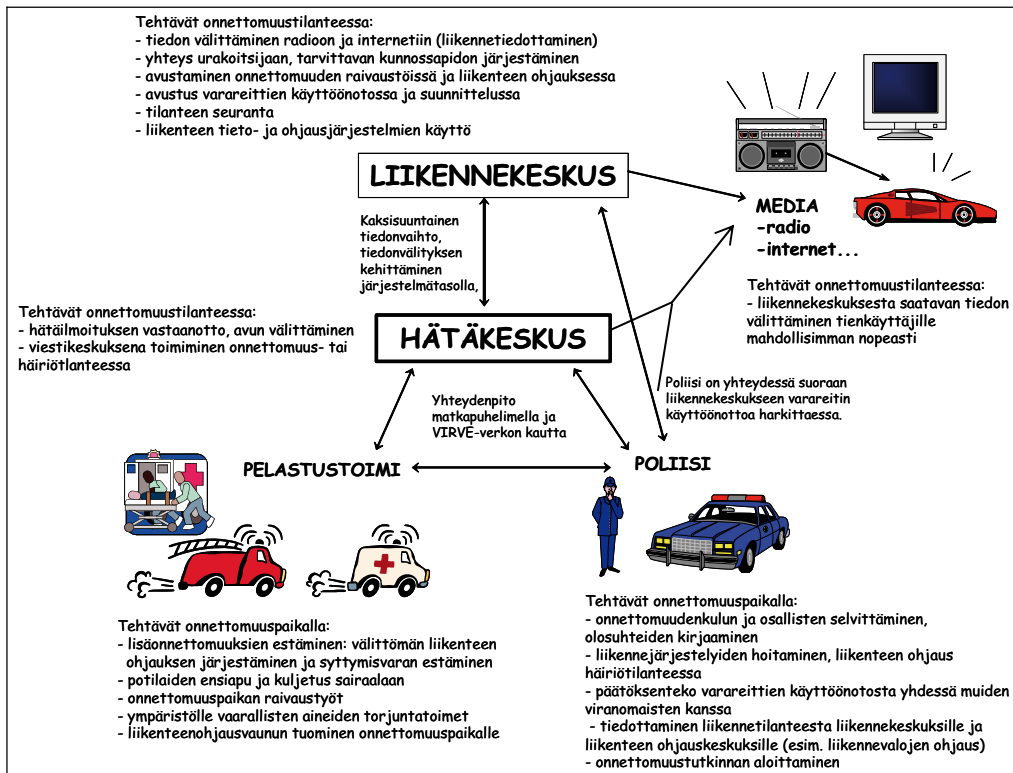 Tehtävät onnettomuustilanteessa:
- tiedon välittäminen radioon ja internetiin (liikennetiedottaminen)
- yhteys urakoitsijaan, tarvittavan kunnossapidon järjestäminen
- avustaminen onnettomuuden raivaustöissä ja liikenteen ohjauksessa
- avustus varareittien käyttöönotossa ja suunnittelussa
- tilanteen seuranta
- liikenteen tieto- ja ohjausjärjestelmien käyttö
LIIKENNEKESKUS
MEDIA
-radio
-internet...
Kaksisuuntainen
tiedonvaihto,
tiedonvälityksen
kehittäminen
järjestelmätasolla,
Tehtävät onnettomuustilanteessa:
- liikennekeskuksesta saatavan tiedon
välittäminen tienkäyttäjille
mahdollisimman nopeasti
Tehtävät onnettomuustilanteessa:
- hätäilmoituksen vastaanotto, avun välittäminen
- viestikeskuksena toimiminen onnettomuus- tai
häiriötlanteessa
HÄTÄKESKUS
Poliisi on yhteydessä suoraan
liikennekeskukseen varareitin
käyttöönottoa harkittaessa.
Yhteydenpito
matkapuhelimella ja
VIRVE-verkon kautta
PELASTUSTOIMI
POLIISI
Tehtävät onnettomuuspaikalla:
- lisäonnettomuuksien estäminen: välittömän liikenteen
ohjauksen järjestäminen ja syttymisvaran estäminen
- potilaiden ensiapu ja kuljetus sairaalaan
- onnettomuuspaikan raivaustyöt
- ympäristölle vaarallisten aineiden torjuntatoimet
- liikenteenohjausvaunun tuominen onnettomuuspaikalle
Tehtävät onnettomuuspaikalla:
- onnettomuudenkulun ja osallisten selvittäminen,
olosuhteiden kirjaaminen
- liikennejärjestelyiden hoitaminen, liikenteen ohjaus
häiriötilanteessa
- päätöksenteko varareittien käyttöönotosta yhdessä muiden
viranomaisten kanssa
- tiedottaminen liikennetilanteesta liikennekeskuksille ja
liikenteen ohjauskeskuksille (esim. liikennevalojen ohjaus)
- onnettomuustutkinnan aloittaminen